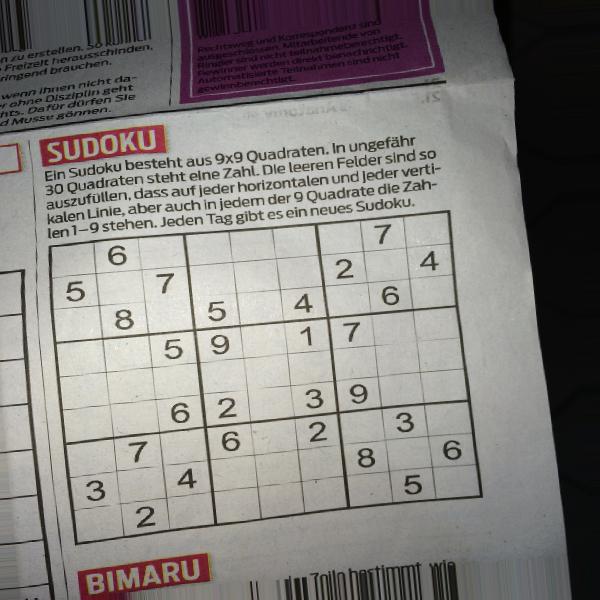 zu erstellen. So
Freizeit herausschinden,
ringend brauchen.
wenn ihnen nicht da-
ohne Disziplin geht
Dafür dürfen Sie
Musse gönnen.
Rechtsweg und Korrespondenz sind
ausgeschlossen. Mitarbeitende von
Ringier sind nicht teilnahmeberechtigt.
Gewinner werden direkt benachrichtigt.
Automatisierte Teilnahmen sind nicht
gewinnberechtigt.
SUDOKU
Ein Sudoku besteht aus 9x9 Quadraten. In ungefähr
30 Quadraten steht eine Zahl. Die leeren Felder sind so
auszufüllen, dass auf jeder horizontalen und jeder verti-
kalen Linie, aber auch in jedem der 9 Quadrate die Zah-
len 1–9 stehen. Jeden Tag gibt es ein neues Sudoku.
6 7
5 7 2 4
8 5 4 6
5 9 1 7
6 2 3 9
7 6 2 3
3 4 8 6
2 5
BIMARU
Zeile bestimmt wie